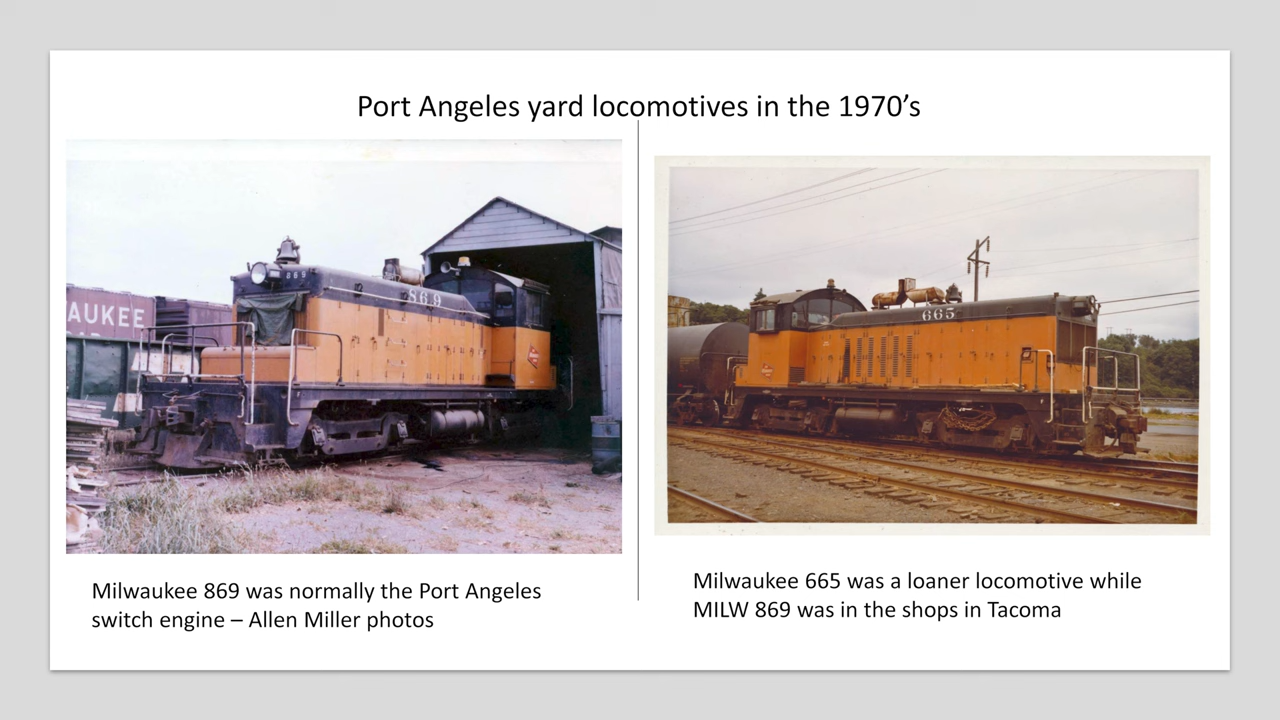 Port Angeles yard locomotives in the 1970’s
869
869
AUKEE
665
Milwaukee 869 was normally the Port Angeles
switch engine – Allen Miller photos
Milwaukee 665 was a loaner locomotive while
MILW 869 was in the shops in Tacoma